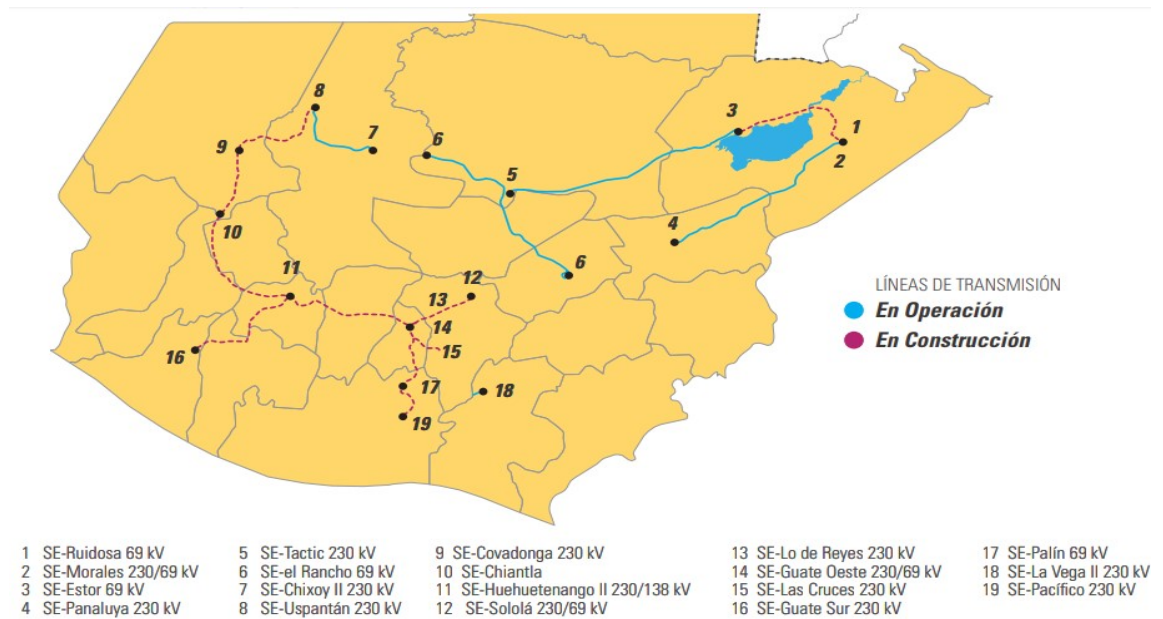 8
3
1
9
7
6
2
5
10
4
11
12
6
13
LÍNEAS DE TRANSMISIÓN
En Operación
14
16
15
En Construcción
17
18
19
1 SE-Ruidosa 69 kV
2 SE-Morales 230/69 kV
3 SE-Estor 69 kV
4 SE-Panaluya 230 kV
5 SE-Tactic 230 kV
6 SE-el Rancho 69 kV
7 SE-Chixoy II 230 kV
8 SE-Uspantán 230 kV
9 SE-Covadonga 230 kV
10 SE-Chiantla
11 SE-Huehuetenango II 230/138 kV
12 SE-Sololá 230/69 kV
13 SE-Lo de Reyes 230 kV
14 SE-Guate Oeste 230/69 kV
15 SE-Las Cruces 230 kV
16 SE-Guate Sur 230 kV
17 SE-Palín 69 kV
18 SE-La Vega II 230 kV
19 SE-Pacífico 230 kV